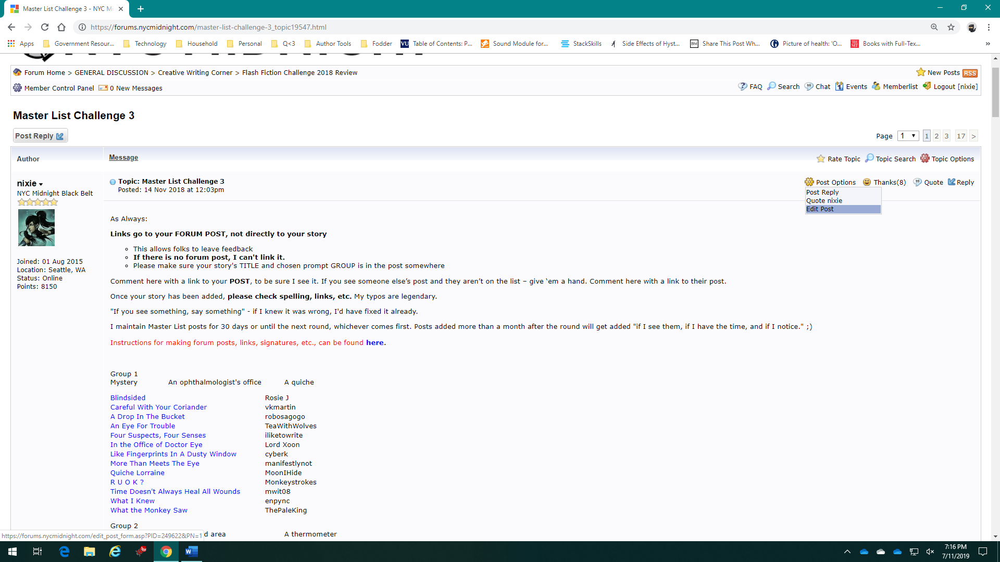 Master List Challenge 3 - NYC Mi
https://forums.nycmidnight.com/master-list-challenge-3_topic19547.html
Apps Government Resour... Technology Household Personal Q<3 Author Tools Fodder VU Table of Contents: P... Sound Module for... StackSkills Side Effects of Hyst... BM Share This Post Wh... Picture of health: 'O... Books with Full-Tex... »
Forum Home > GENERAL DISCUSSION > Creative Writing Corner > Flash Fiction Challenge 2018 Review New Posts RSS
Member Control Panel 0 New Messages FAQ Search Chat Events Memberlist Logout [nixie]
Master List Challenge 3
Post Reply Page 1 1 2 3 17 >
Author Message Rate Topic Topic Search Topic Options
nixie
NYC Midnight Black Belt
Joined: 01 Aug 2015
Location: Seattle, WA
Status: Online
Points: 8150
Topic: Master List Challenge 3
Posted: 14 Nov 2018 at 12:03pm
Post Options Thanks(8) Quote Reply
Post Reply
Quote nixie
Edit Post
As Always:
Links go to your FORUM POST, not directly to your story
This allows folks to leave feedback
If there is no forum post, I can't link it.
Please make sure your story's TITLE and chosen prompt GROUP is in the post somewhere
Comment here with a link to your POST, to be sure I see it. If you see someone else’s post and they aren’t on the list – give ‘em a hand. Comment here with a link to their post.
Once your story has been added, please check spelling, links, etc. My typos are legendary.
"If you see something, say something" - if I knew it was wrong, I'd have fixed it already.
I maintain Master List posts for 30 days or until the next round, whichever comes first. Posts added more than a month after the round will get added "if I see them, if I have the time, and if I notice." ;)
Instructions for making forum posts, links, signatures, etc., can be found here.
Group 1
Mystery An ophthalmologist's office A quiche
Blindsided Rosie J
Careful With Your Coriander vkmartin
A Drop In The Bucket robosagogo
An Eye For Trouble TeaWithWolves
Four Suspects, Four Senses iliketowrite
In the Office of Doctor Eye Lord Xoon
Like Fingerprints In A Dusty Window cyberk
More Than Meets The Eye manifestlynot
Quiche Lorraine MoonIHide
R U O K ? Monkeystrokes
Time Doesn't Always Heal All Wounds mwit08
What I Knew enpync
What the Monkey Saw ThePaleKing
Group 2
d area A thermometer
https://forums.nycmidnight.com/edit_post_form.asp?PID=249622&PN=1
7:16 PM
7/11/2019